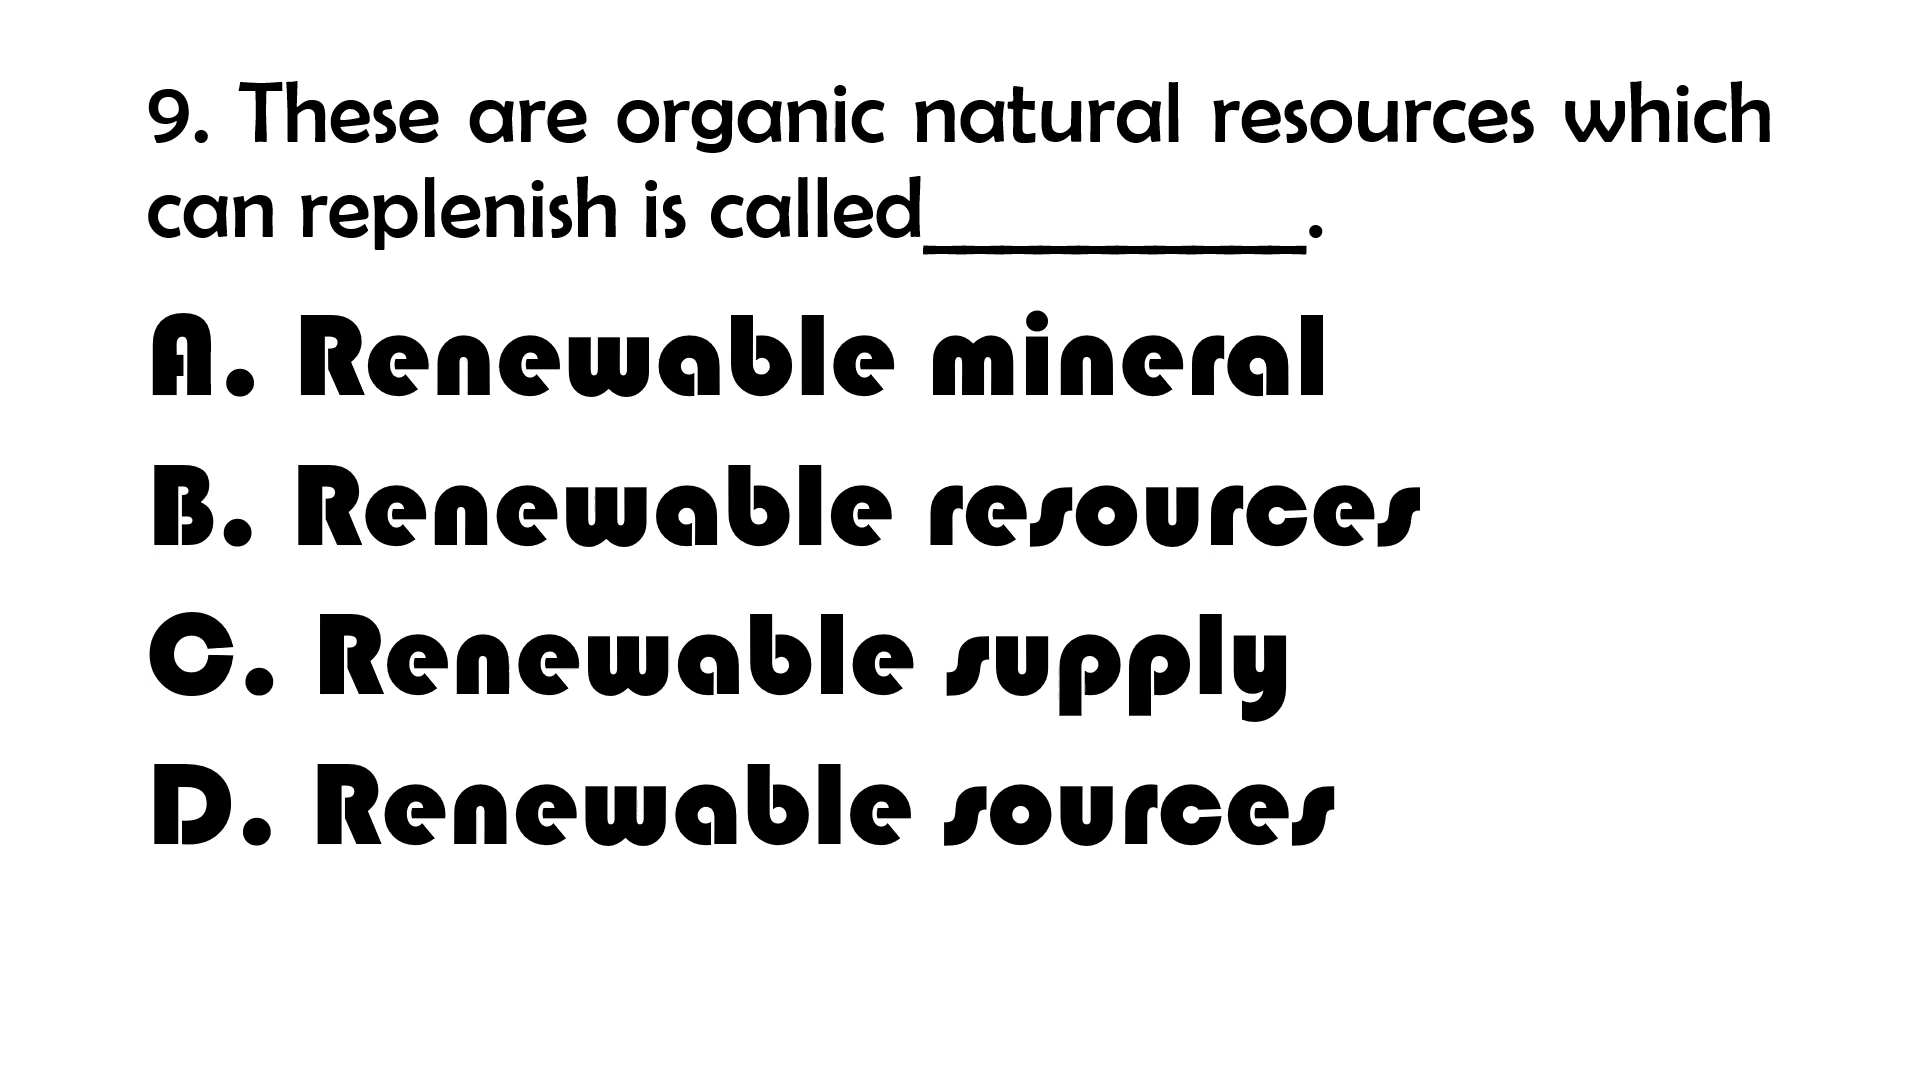 9. These are organic natural resources which
can replenish is called__________.
A. Renewable mineral
B. Renewable resources
C. Renewable supply
D. Renewable sources